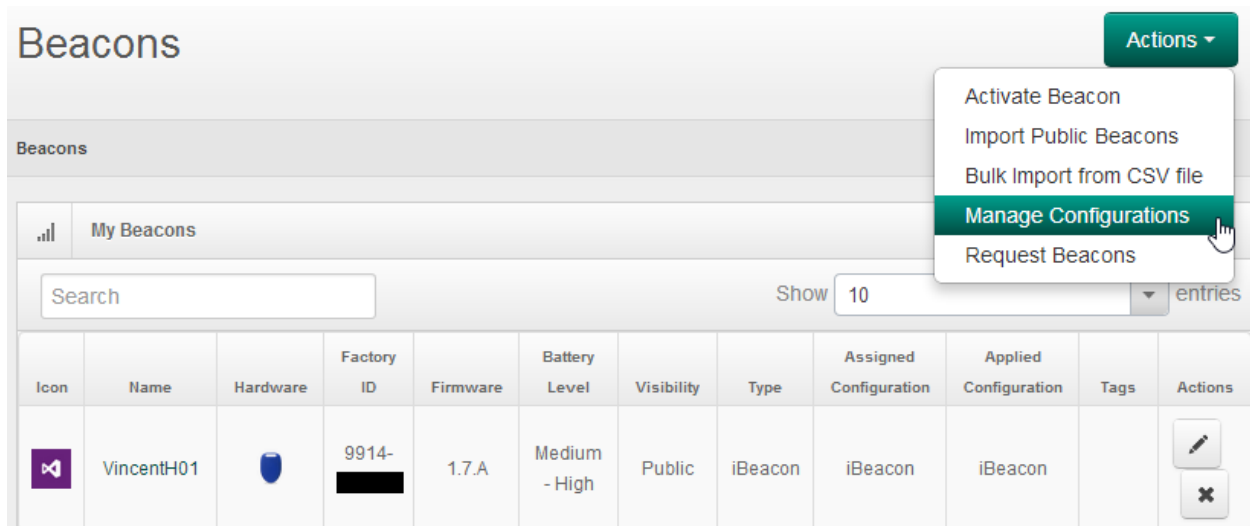 Beacons
Actions
Activate Beacon
Import Public Beacons
Bulk Import from CSV file
Manage Configurations
Request Beacons
Beacons
My Beacons
Search
Show 10 entries
Icon Name Hardware Factory ID Firmware Battery Level Visibility Type Assigned Configuration Applied Configuration Tags Actions
VincentH01 9914- 1.7.A Medium - High Public iBeacon iBeacon iBeacon